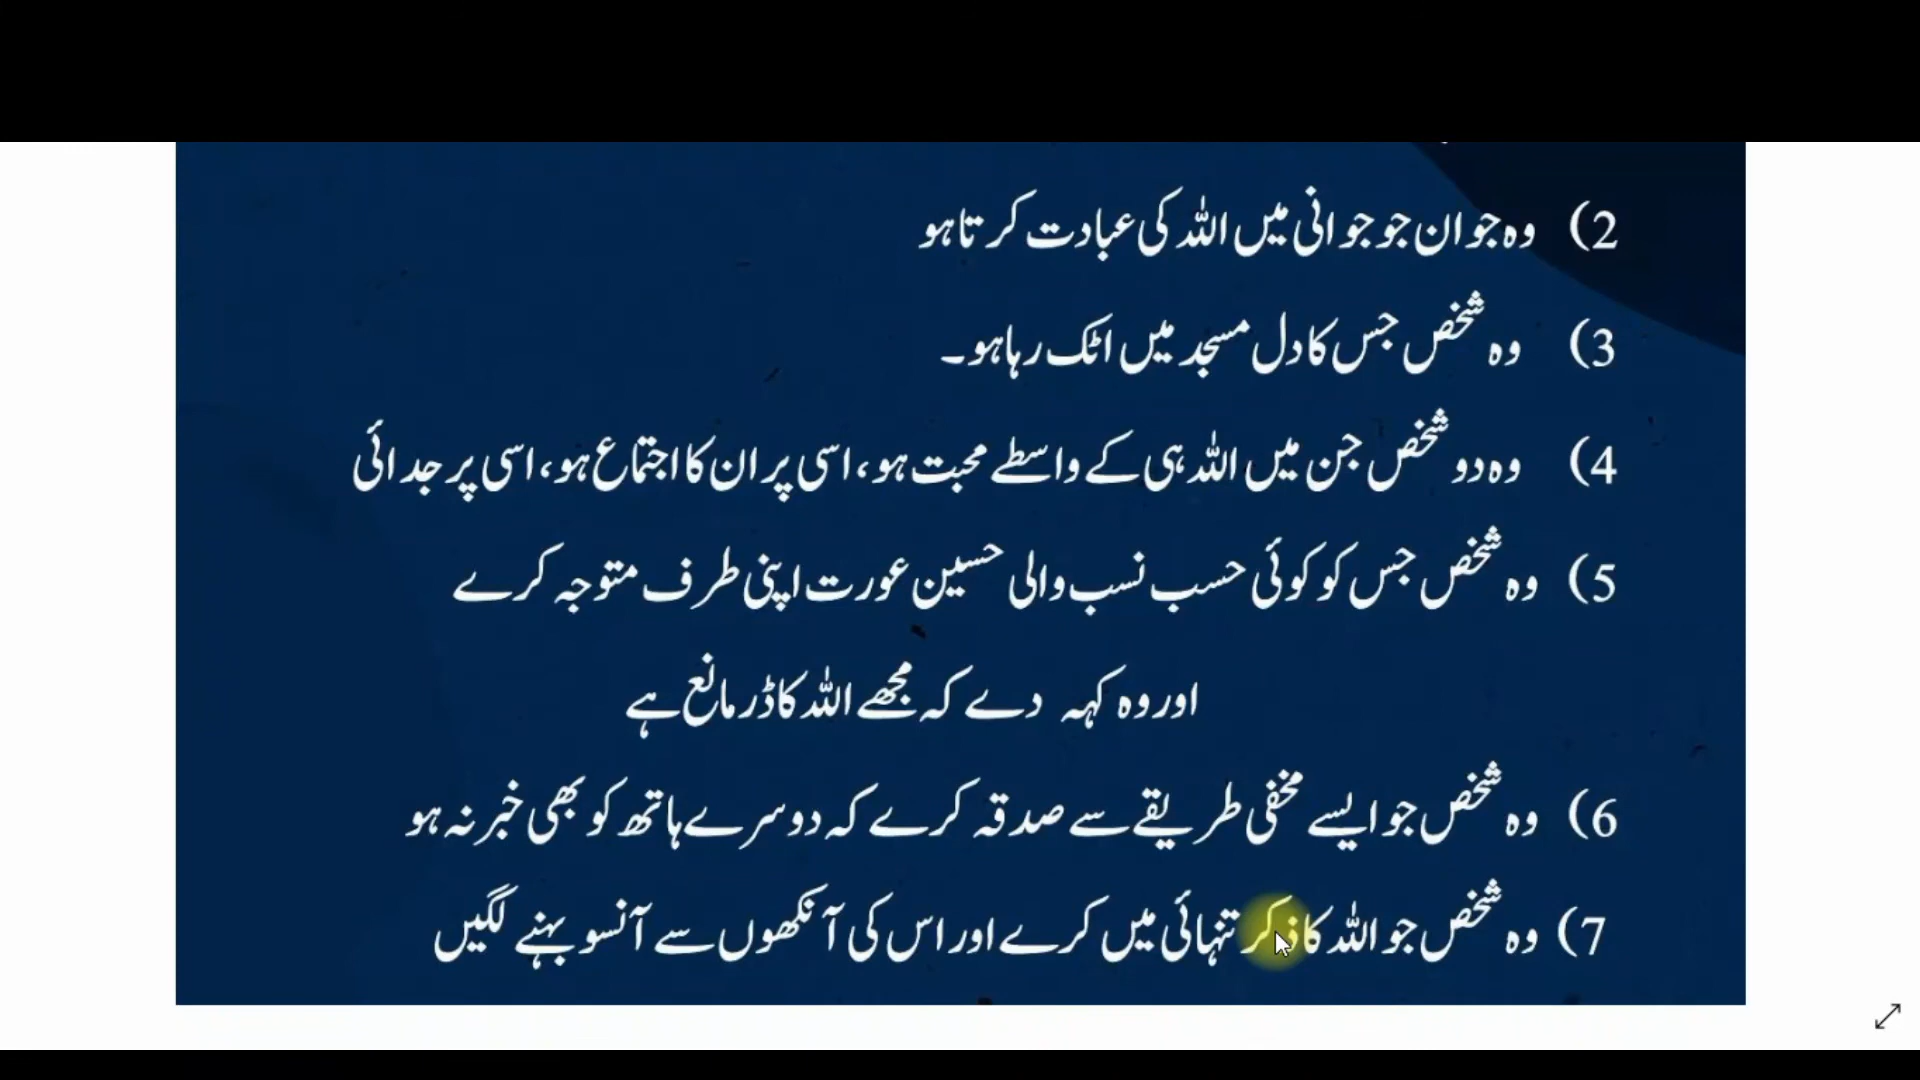 2) وہ جوان جو جوانی میں اللہ کی عبادت کرتا ہو
3) وہ شخص جس کا دل مسجد میں اٹک رہا ہو۔
4) وہ دو شخص جن میں اللہ ہی کے واسطے محبت ہو، اسی پر ان کا اجتماع ہو، اسی پر جدائی
5) وہ شخص جس کو کوئی حسب نسب والی حسین عورت اپنی طرف متوجہ کرے
اور وہ کہہ دے کہ مجھے اللہ کا ڈر مانع ہے
6) وہ شخص جو ایسے مخفی طریقے سے صدقہ کرے کہ دوسرے ہاتھ کو بھی خبر نہ ہو
7) وہ شخص جو اللہ کا ذکر تنہائی میں کرے اور اس کی آنکھوں سے آنسو بہنے لگیں